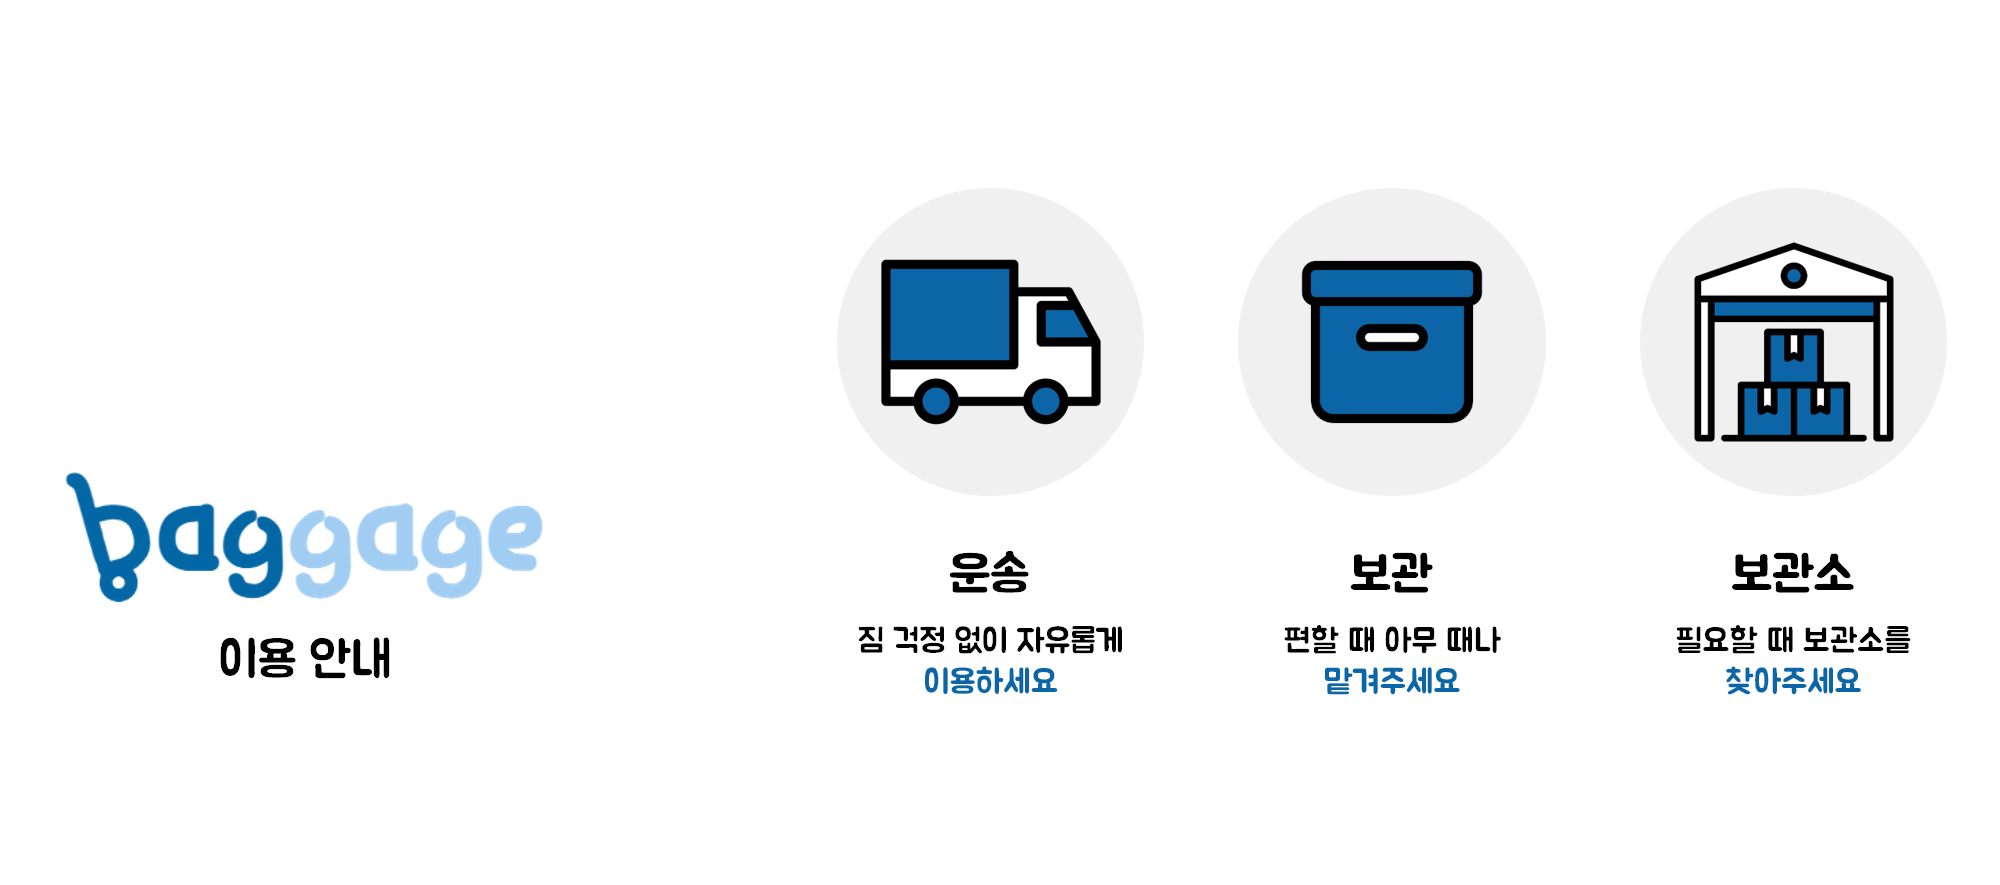 baggage
이용 안내
운송
짐 걱정 없이 자유롭게
이용하세요
보관
편할 때 아무 때나
맡겨주세요
보관소
필요할 때 보관소를
찾아주세요